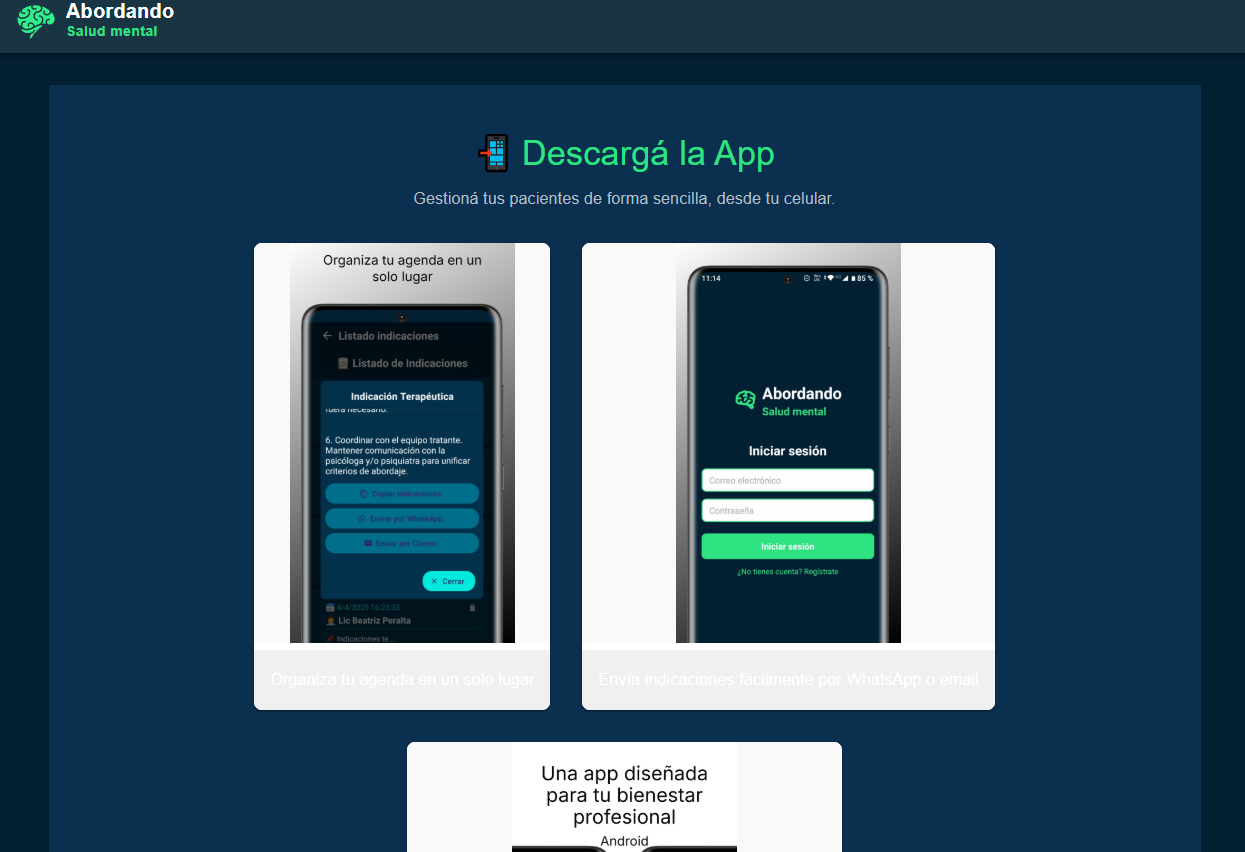 Abordando
Salud mental
Descargá la App
Gestioná tus pacientes de forma sencilla, desde tu celular.
Organiza tu agenda en un
solo lugar
Listado indicaciones
Listado de Indicaciones
Indicación Terapéutica
fuera necesario.
6. Coordinar con el equipo tratante.
Mantener comunicación con la
psicóloga y/o psiquiatra para unificar
criterios de abordaje.
Copiar Indicaciones
Enviar por WhatsApp
Enviar por Correo
Cerrar
4/4/2025 16:23:33
Lic Beatriz Peralta
Indicaciones te...
Organiza tu agenda en un solo lugar
11:14
85 %
Abordando
Salud mental
Iniciar sesión
Correo electrónico
Contraseña
Iniciar sesión
¿No tienes cuenta? Regístrate
Envía indicaciones fácilmente por WhatsApp o email
Una app diseñada
para tu bienestar
profesional
Android